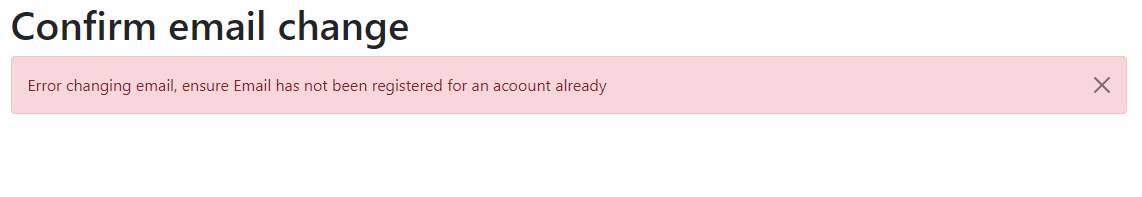 Confirm email change
Error changing email, ensure Email has not been registered for an acoount already